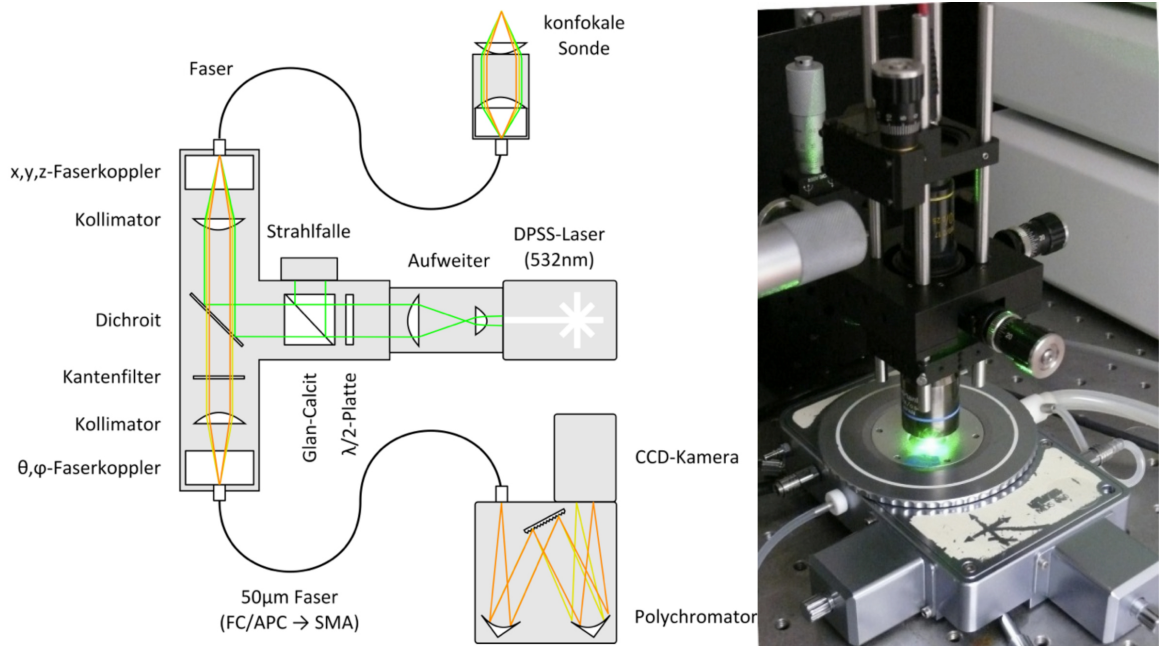 konfokale
Sonde
Faser
x,y,z-Faserkoppler
Kollimator
Strahlfalle
Aufweiter
DPSS-Laser
(532nm)
Dichroit
Kantenfilter
Glan-Calcit
λ/2-Platte
Kollimator
θ,φ-Faserkoppler
CCD-Kamera
50µm Faser
(FC/APC → SMA)
Polychromator